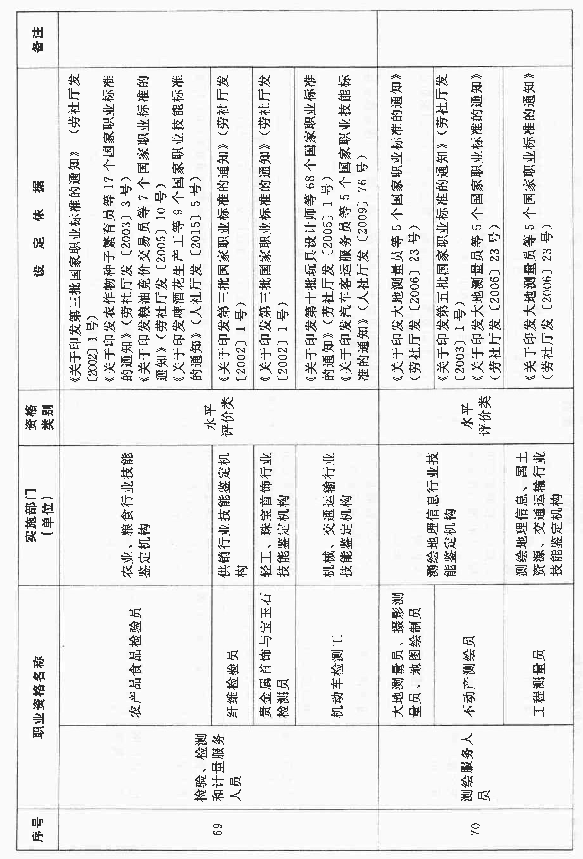 序号
职业资格名称
实施部门
（单位）
资格
类别
设 定 依 据
备注
69
检验、检测
和计量服务
人员
农产品食品检验员
农业、粮食行业技能
鉴定机构
水平
评价类
《关于印发第三批国家职业标准的通知》（劳社厅发
〔2002〕1号）
《关于印发农作物种子繁育员等17个国家职业标准
的通知》（劳社厅发〔2003〕3号）
《关于印发粮油竞价交易员等7个国家职业标准的
通知》（劳社厅发〔2005〕10号）
《关于印发啤酒花生产工等9个国家职业技能标准
的通知》（人社厅发〔2015〕5号）
纤维检验员
供销行业技能鉴定机
构
《关于印发第三批国家职业标准的通知》（劳社厅发
〔2002〕1号）
贵金属首饰与宝玉石
检测员
轻工、珠宝首饰行业
技能鉴定机构
《关于印发第三批国家职业标准的通知》（劳社厅发
〔2002〕1号）
机动车检测工
机械、交通运输行业
技能鉴定机构
《关于印发第十批玩具设计师等68个国家职业标准
的通知》（劳社厅发〔2006〕1号）
《关于印发汽车客运服务员等5个国家职业技能标
准的通知》（人社厅发〔2009〕76号）
70
测绘服务人
员
大地测量员、摄影测
量员、地图绘制员
测绘地理信息行业技
能鉴定机构
水平
评价类
《关于印发大地测量员等5个国家职业标准的通知》
（劳社厅发〔2006〕23号）
不动产测绘员
《关于印发第五批国家职业标准的通知》（劳社厅发
〔2003〕1号）
《关于印发大地测量员等5个国家职业标准的通知》
（劳社厅发〔2006〕23号）
工程测量员
测绘地理信息、国土
资源、交通运输行业
技能鉴定机构
《关于印发大地测量员等5个国家职业标准的通知》
（劳社厅发〔2006〕23号）